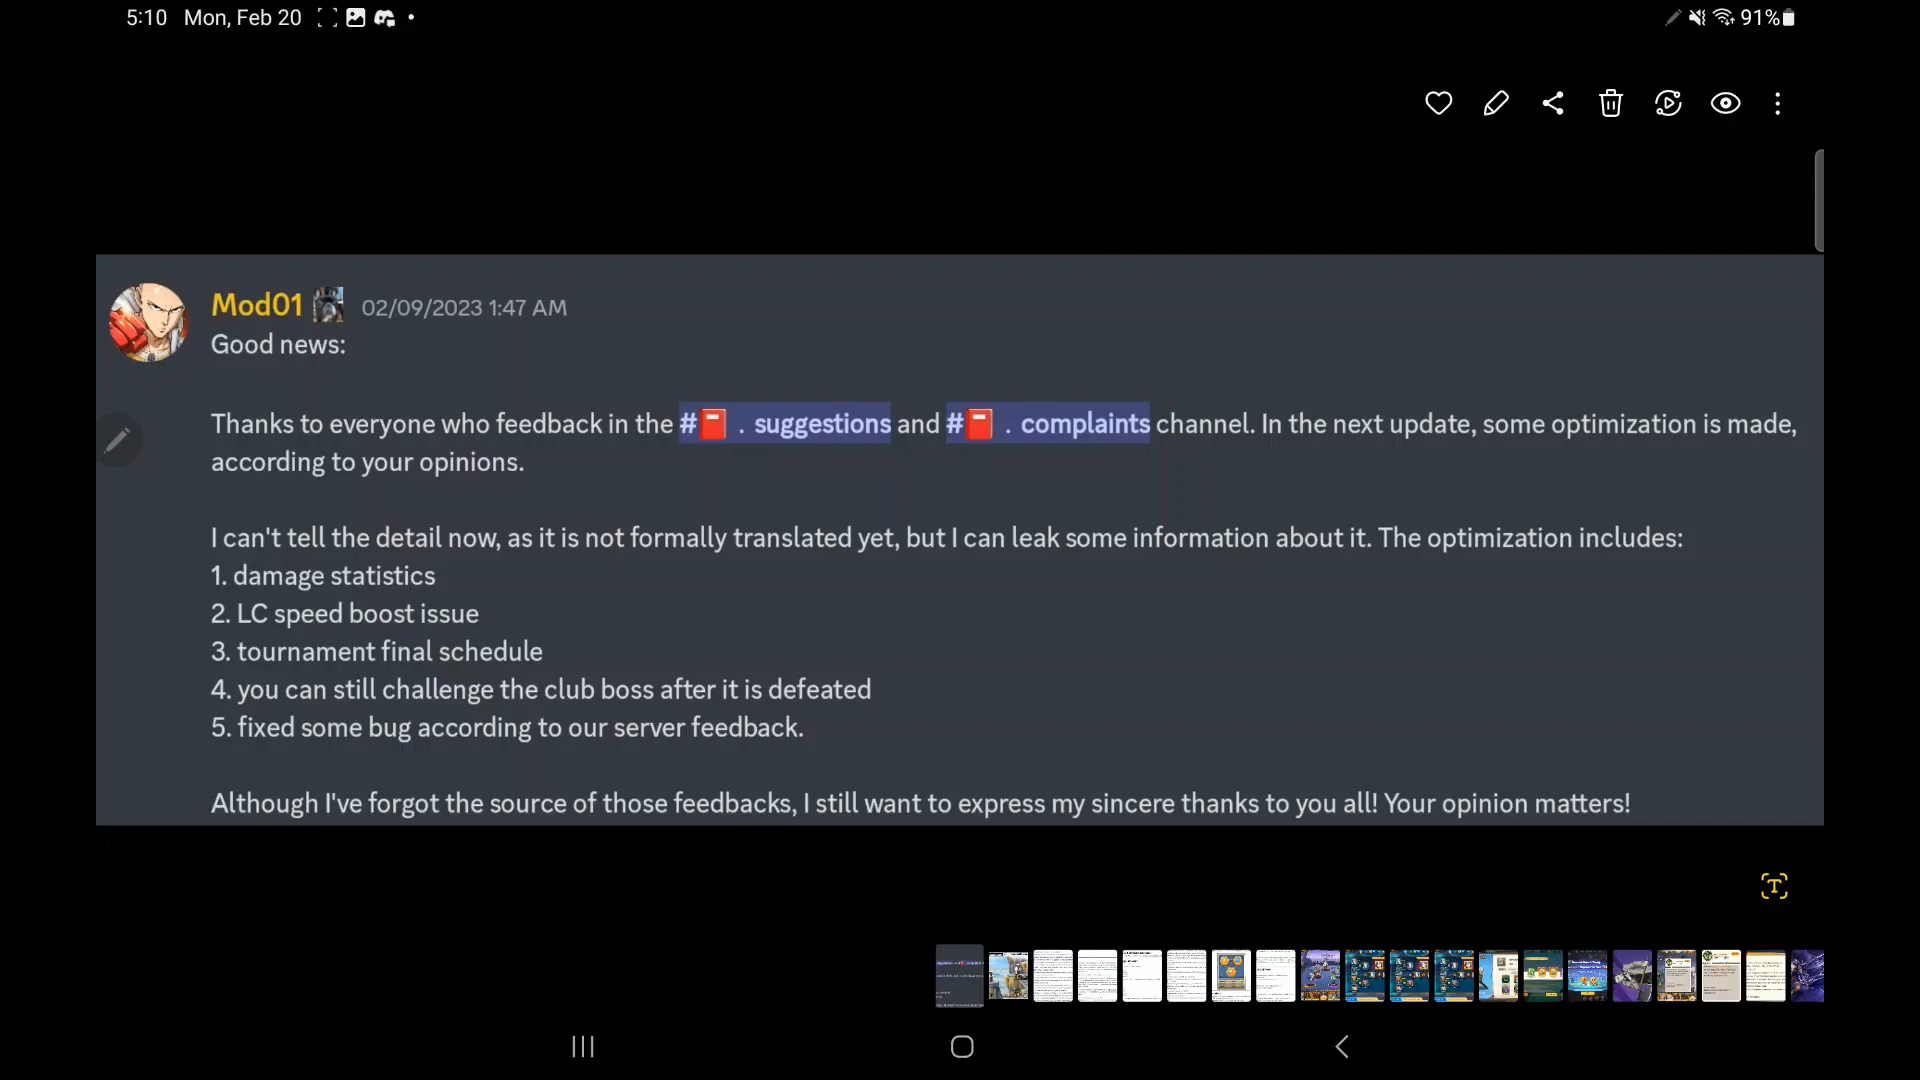 5:10 Mon, Feb 20 91%
Mod01 02/09/2023 1:47 AM
Good news:
Thanks to everyone who feedback in the #📕 . suggestions and #📕 . complaints channel. In the next update, some optimization is made,
according to your opinions.
I can't tell the detail now, as it is not formally translated yet, but I can leak some information about it. The optimization includes:
1. damage statistics
2. LC speed boost issue
3. tournament final schedule
4. you can still challenge the club boss after it is defeated
5. fixed some bug according to our server feedback.
Although I've forgot the source of those feedbacks, I still want to express my sincere thanks to you all! Your opinion matters!
T